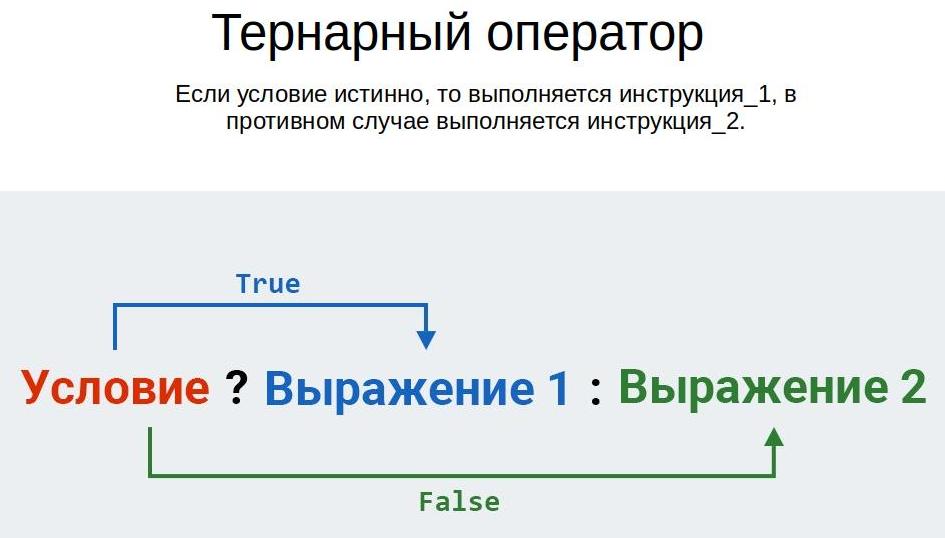 Тернарный оператор
Если условие истинно, то выполняется инструкция_1, в
противном случае выполняется инструкция_2.
True
Условие ? Выражение 1 : Выражение 2
False